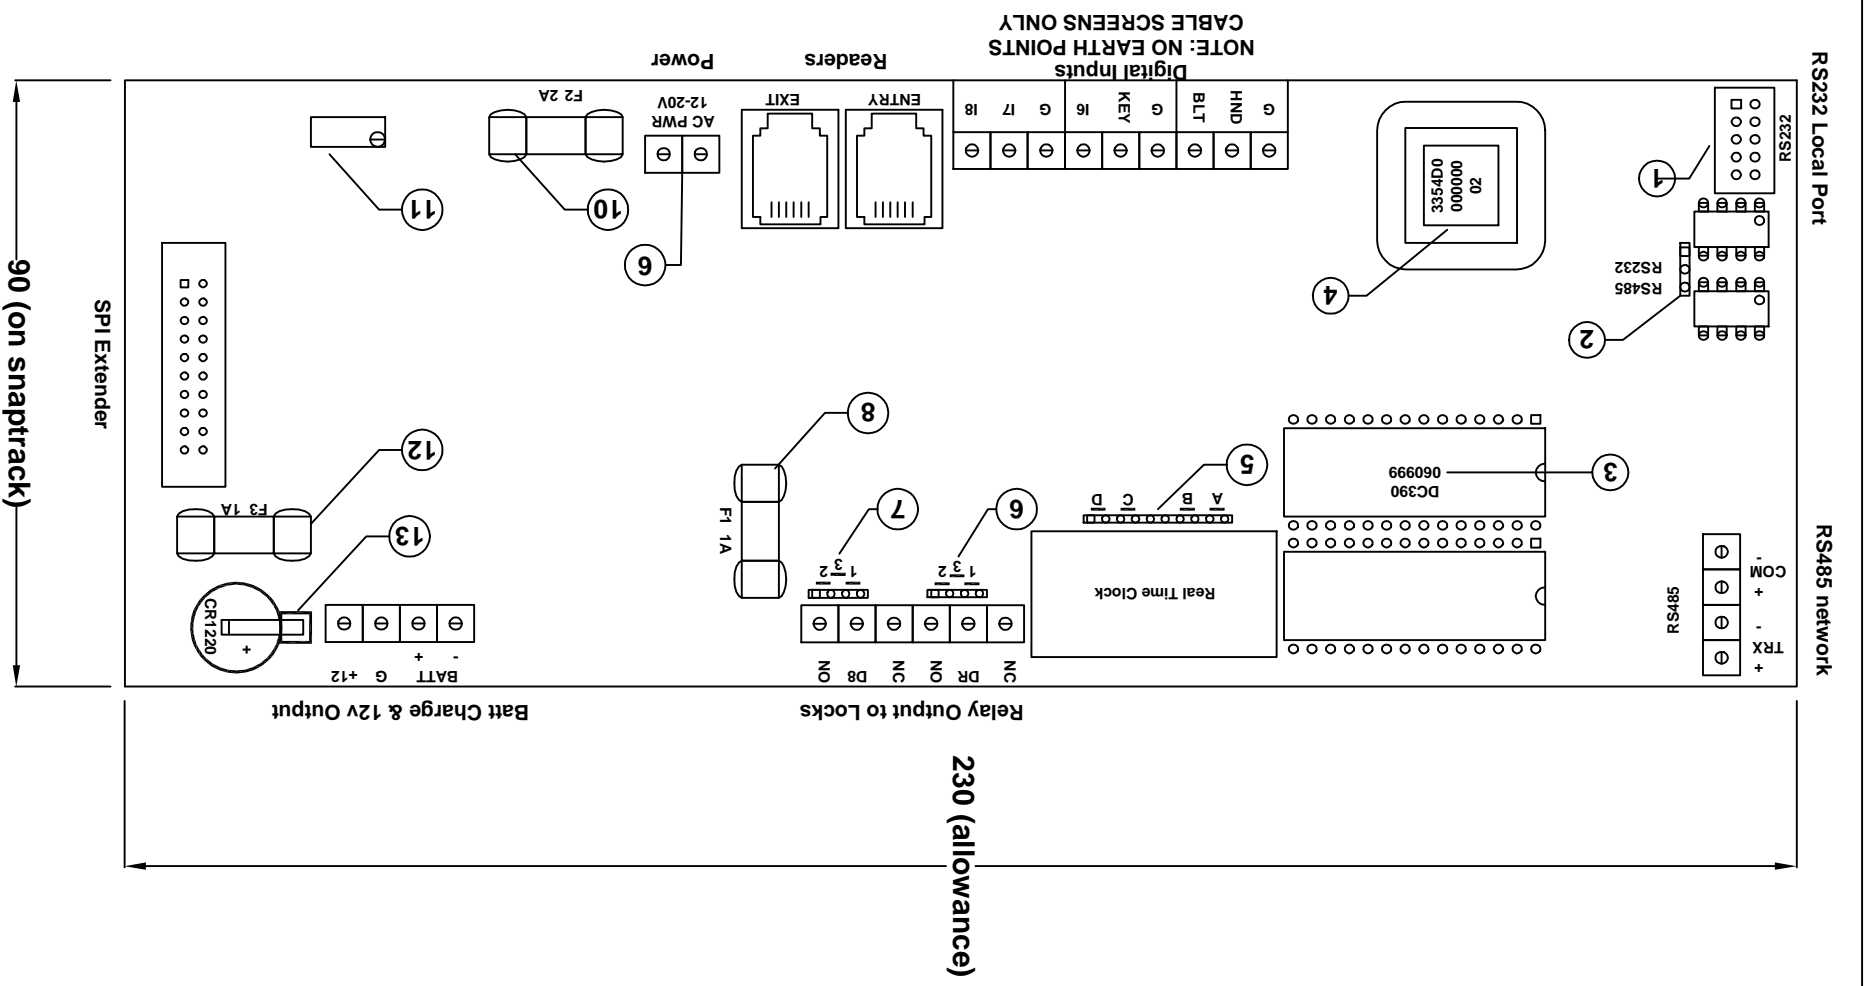 RS485 network
RS232 Local Port
Relay Output to Locks
Batt Charge & 12v Output
+
TRX
-
+
COM
-
RS485
NC
DR
NO
NC
D8
NO
-
+
BATT
G
+12
Real Time Clock
1 3 2
1 3 2
CR1220
+
F1 1A
F3 1A
SPI Extender
A
B
C
D
DC390
060999
RS485
RS232
RS232
3354D0
000000
02
G
HND
BLT
G
KEY
I6
G
I7
I8
ENTRY
EXIT
AC PWR
12-20V
F2 2A
Digital Inputs
NOTE: NO EARTH POINTS
CABLE SCREENS ONLY
Readers
Power
1
2
3
4
5
6
7
8
9
10
11
12
13
90 (on snaptrack)
230 (allowance)